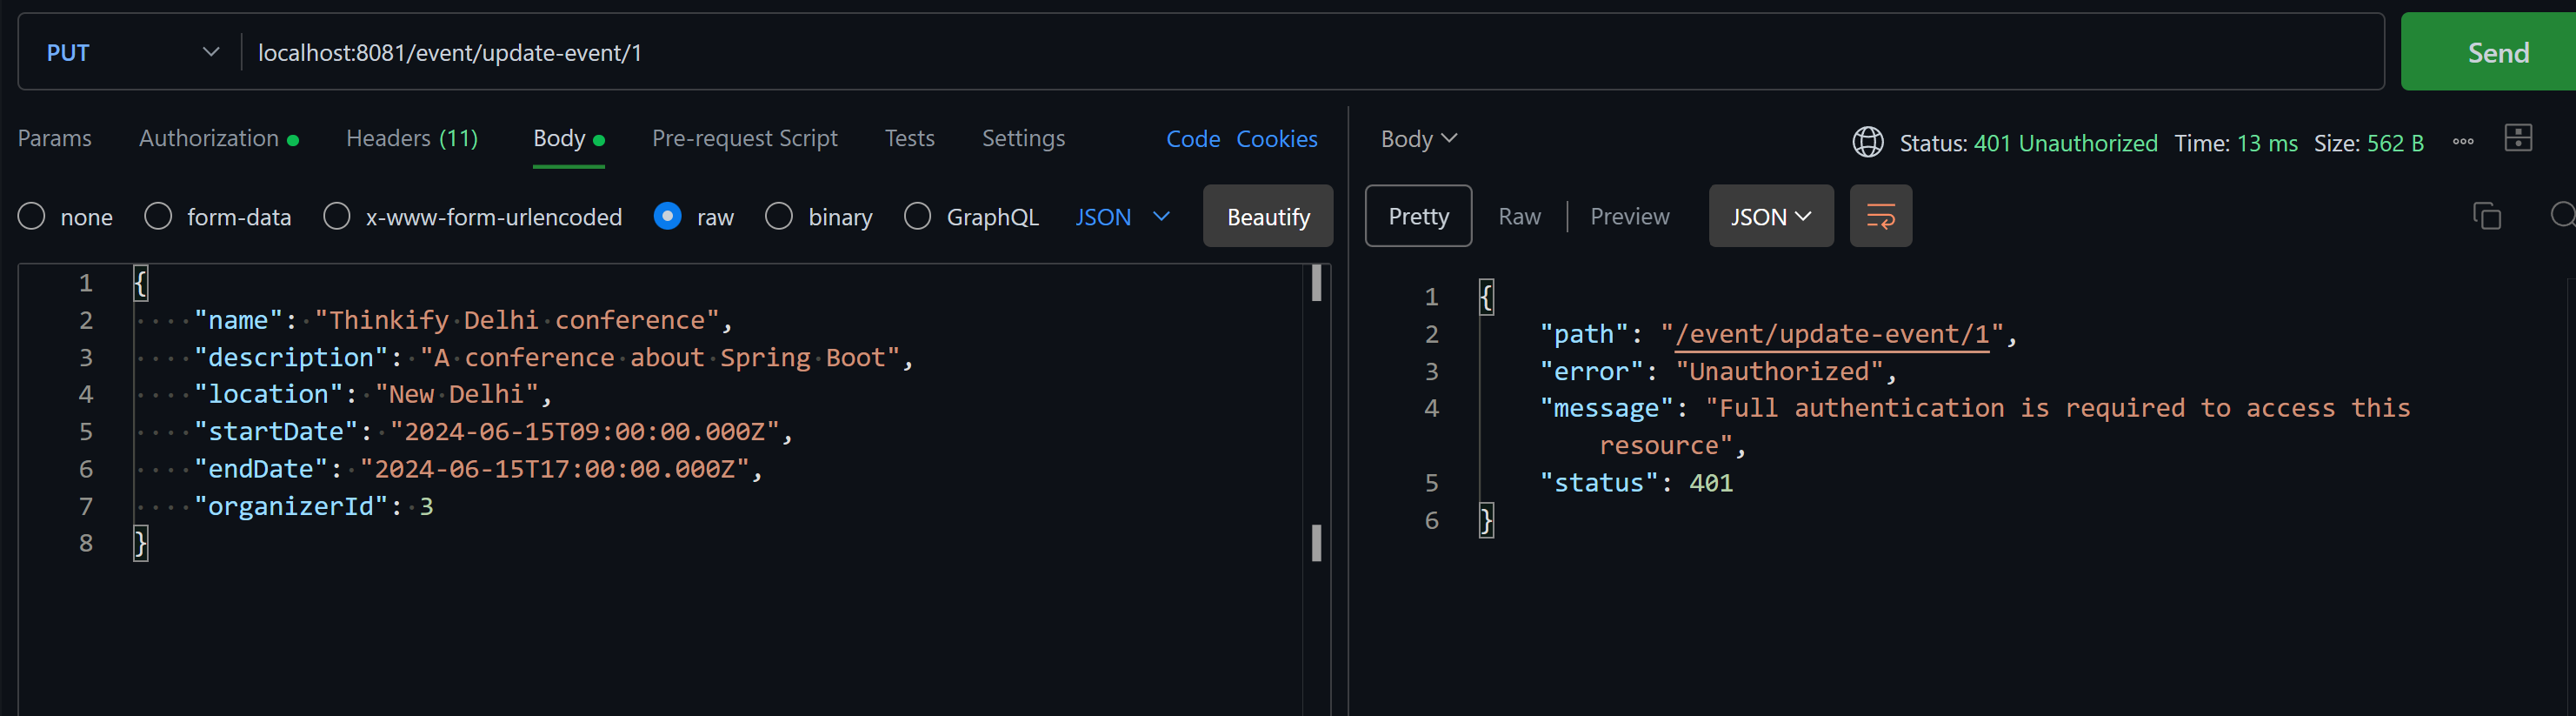 PUT localhost:8081/event/update-event/1 Send
Params Authorization Headers (11) Body Pre-request Script Tests Settings Code Cookies
none form-data x-www-form-urlencoded raw binary GraphQL JSON Beautify
1 {
2 "name": "Thinkify Delhi conference",
3 "description": "A conference about Spring Boot",
4 "location": "New Delhi",
5 "startDate": "2024-06-15T09:00:00.000Z",
6 "endDate": "2024-06-15T17:00:00.000Z",
7 "organizerId": 3
8 }
Body Status: 401 Unauthorized Time: 13 ms Size: 562 B
Pretty Raw Preview JSON
1 {
2 "path": "/event/update-event/1",
3 "error": "Unauthorized",
4 "message": "Full authentication is required to access this
resource",
5 "status": 401
6 }